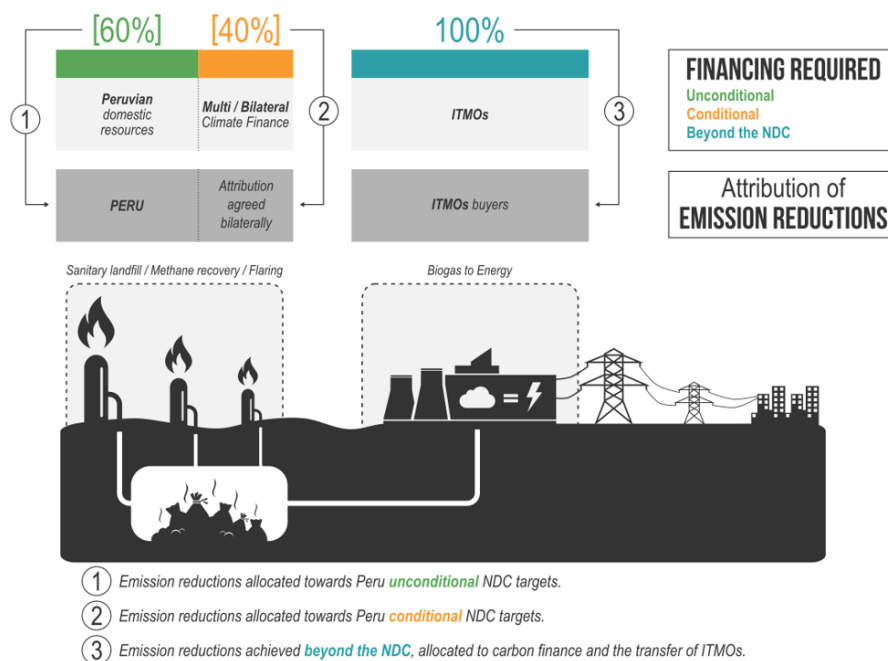 [60%] [40%] 100%
FINANCING REQUIRED
Unconditional
Conditional
Beyond the NDC
1
Peruvian
domestic
resources
Multi / Bilateral
Climate Finance
2
ITMOs
3
PERU
Attribution
agreed
bilaterally
ITMOs buyers
Attribution of
EMISSION REDUCTIONS
Sanitary landfill / Methane recovery / Flaring
Biogas to Energy
=
1 Emission reductions allocated towards Peru unconditional NDC targets.
2 Emission reductions allocated towards Peru conditional NDC targets.
3 Emission reductions achieved beyond the NDC, allocated to carbon finance and the transfer of ITMOs.